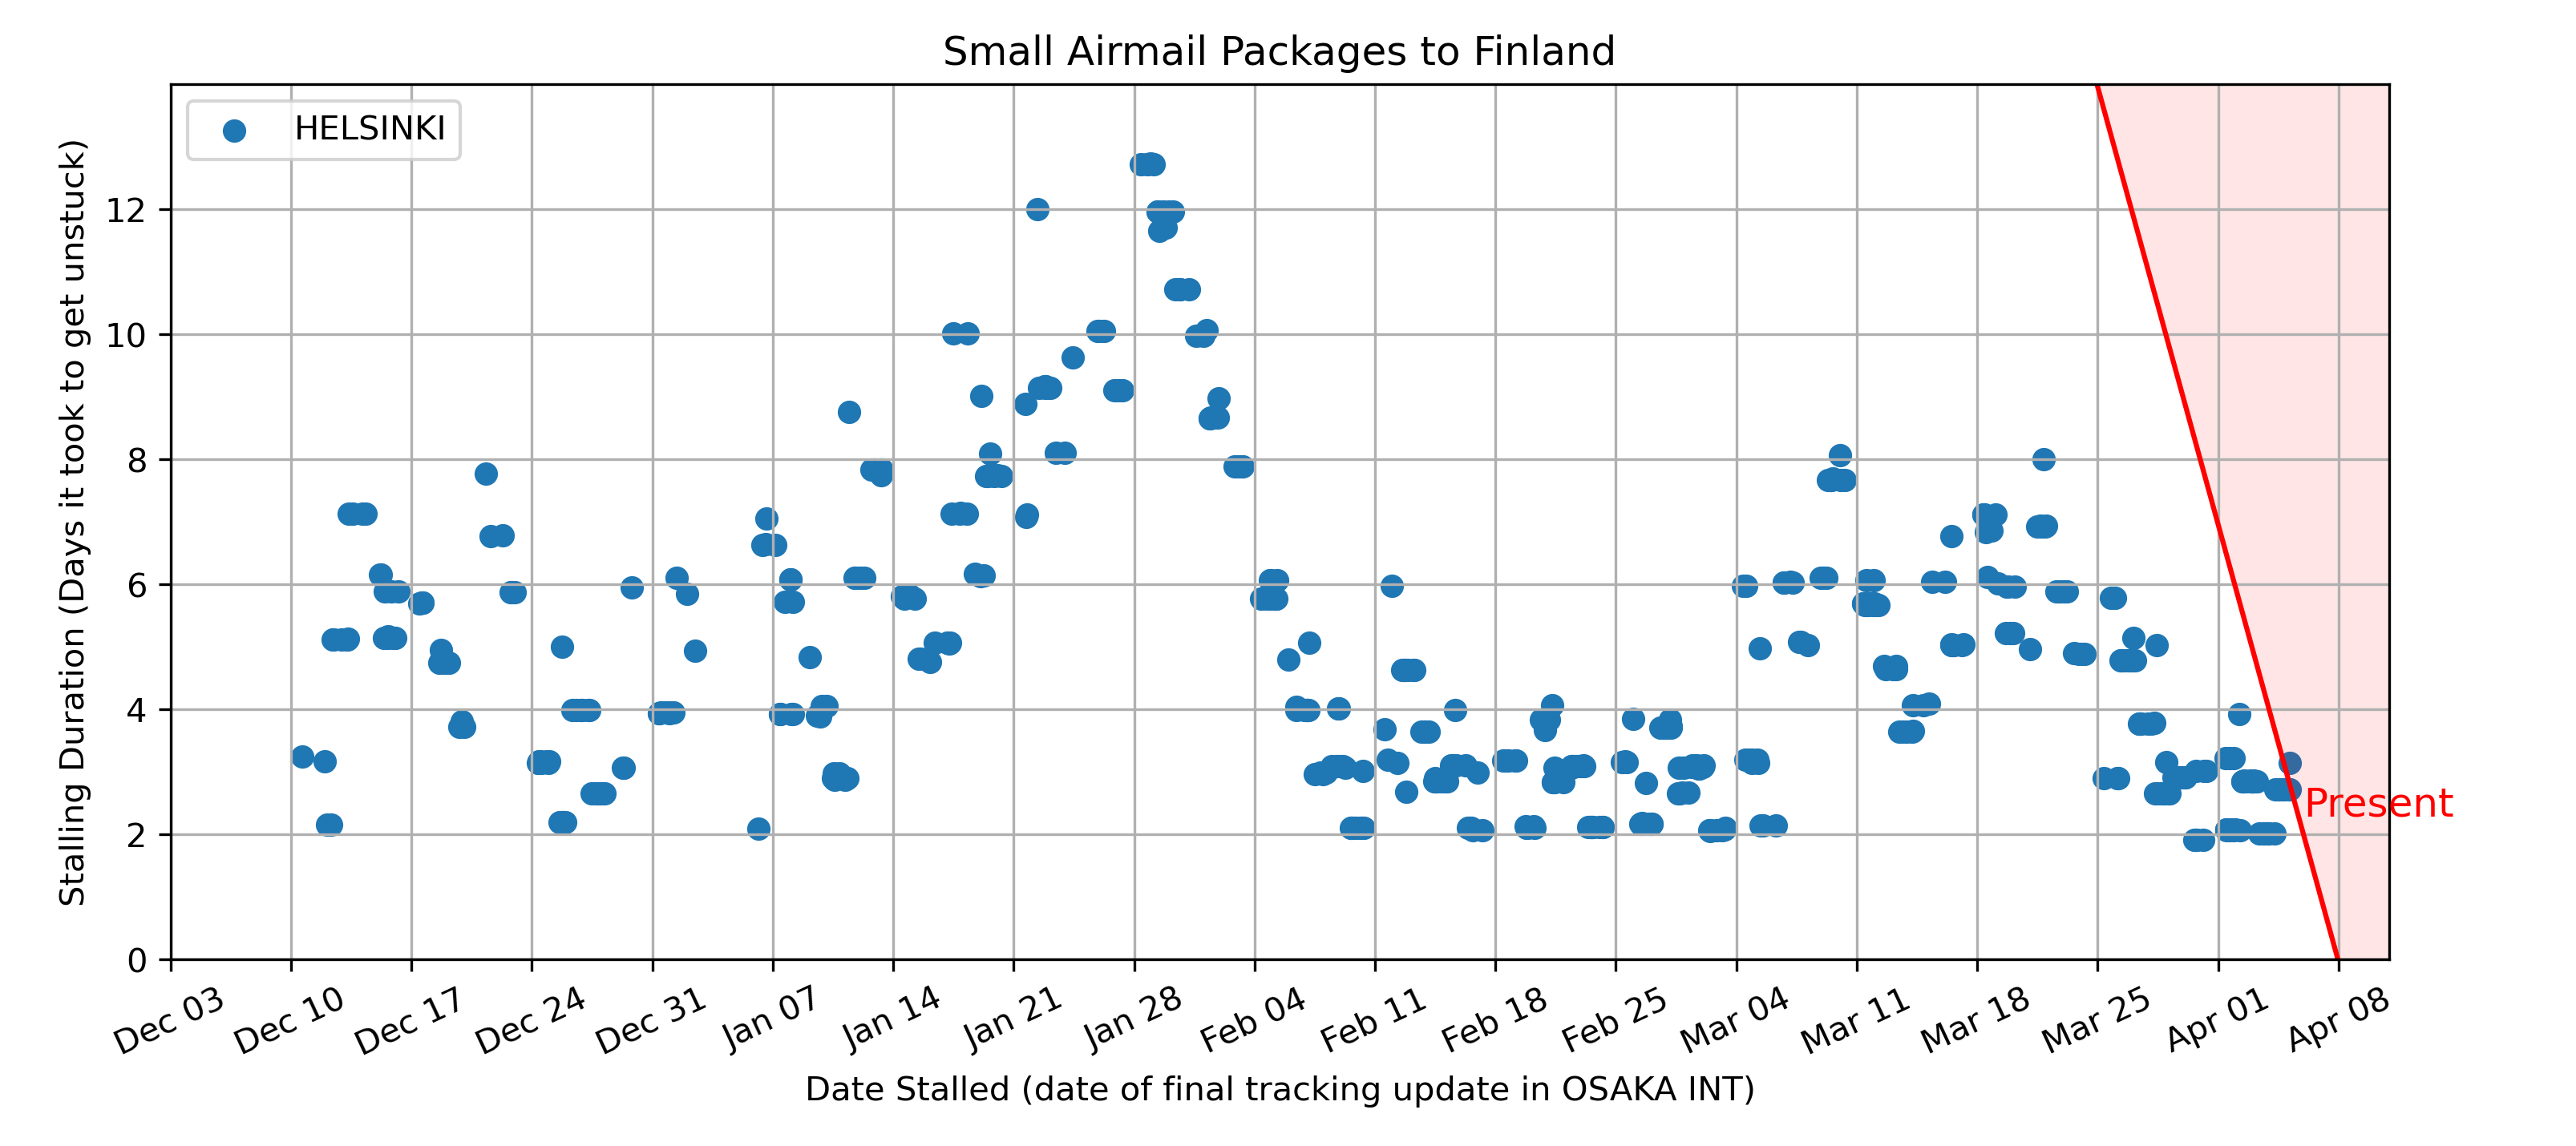 Small Airmail Packages to Finland
HELSINKI
Stalling Duration (Days it took to get unstuck)
12
10
8
6
4
2
0
Present
Dec 03
Dec 10
Dec 17
Dec 24
Dec 31
Jan 07
Jan 14
Jan 21
Jan 28
Feb 04
Feb 11
Feb 18
Feb 25
Mar 04
Mar 11
Mar 18
Mar 25
Apr 01
Apr 08
Date Stalled (date of final tracking update in OSAKA INT)